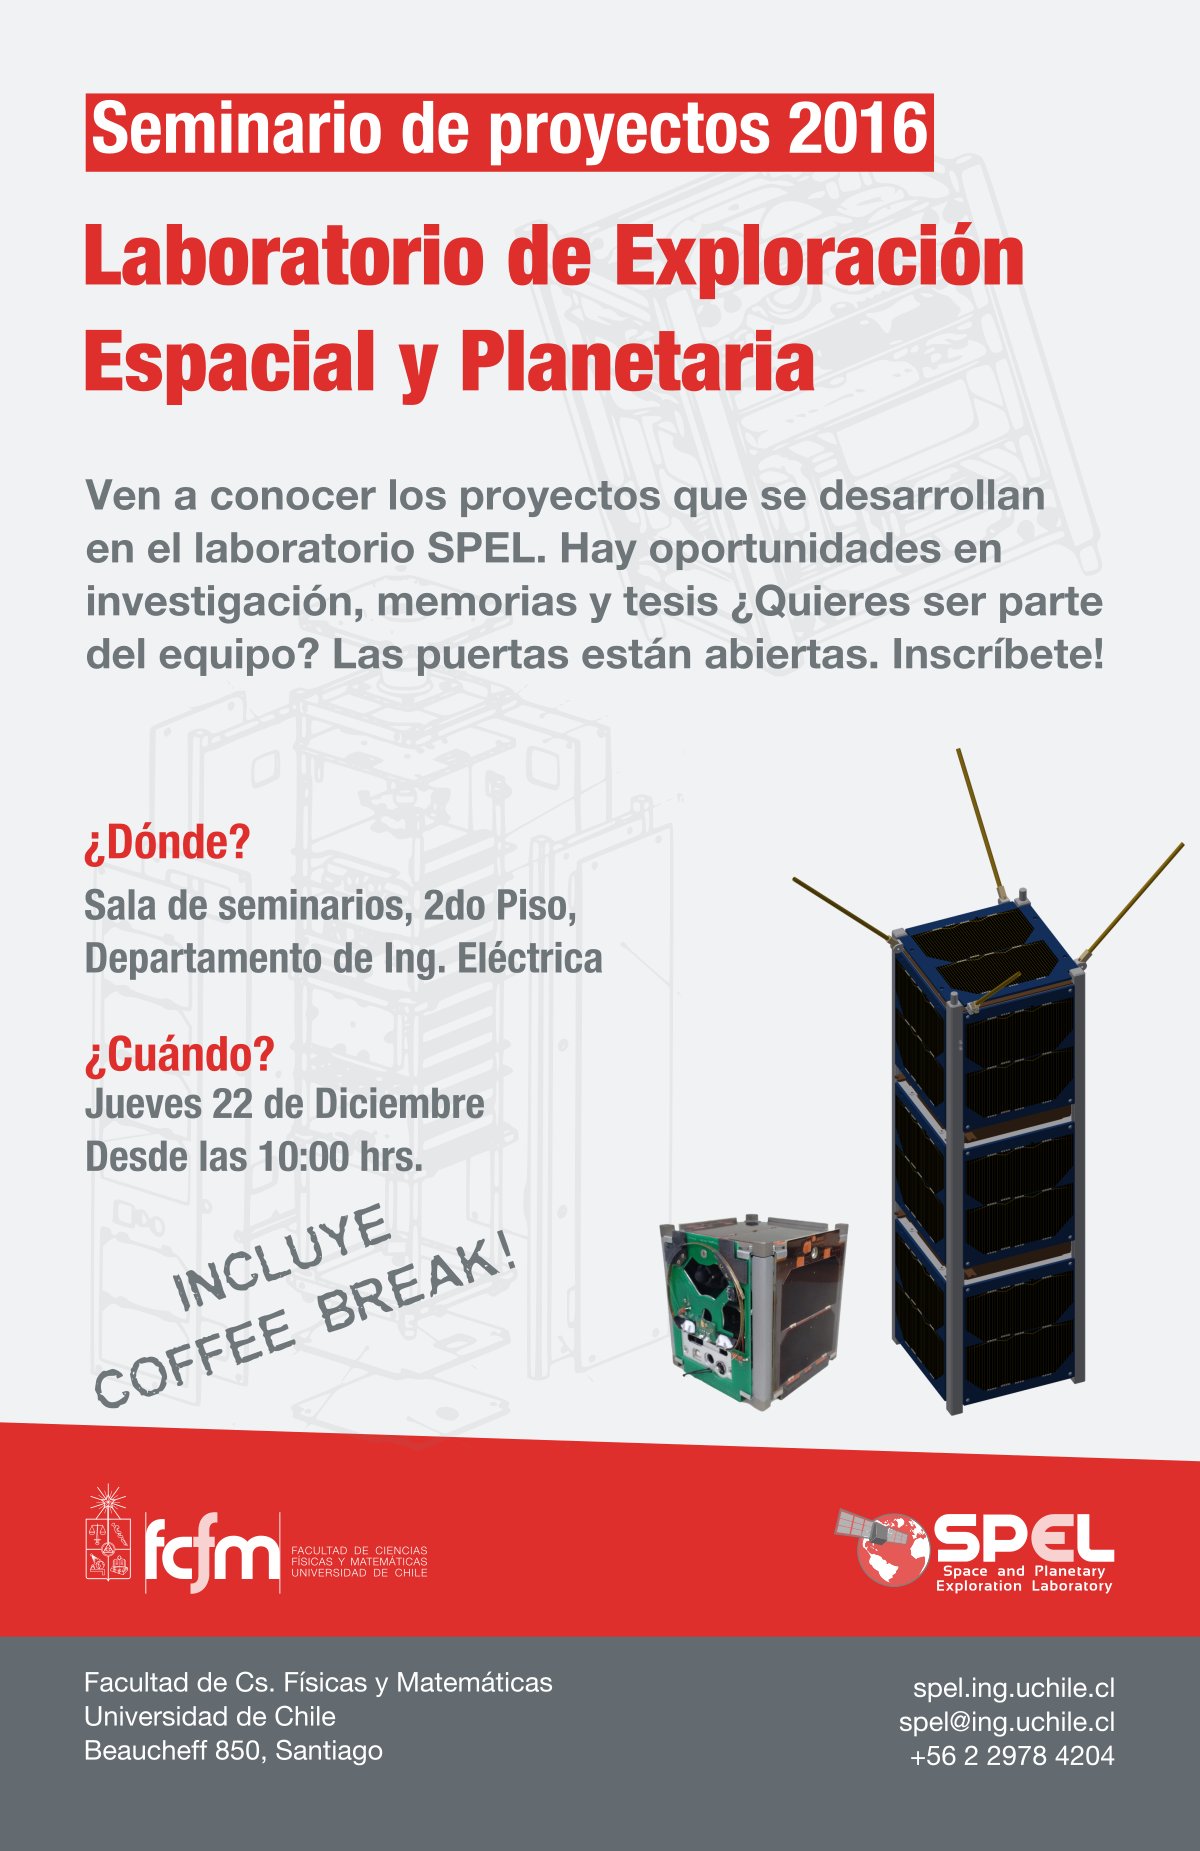 Seminario de proyectos 2016
Laboratorio de Exploración
Espacial y Planetaria
Ven a conocer los proyectos que se desarrollan
en el laboratorio SPEL. Hay oportunidades en
investigación, memorias y tesis ¿Quieres ser parte
del equipo? Las puertas están abiertas. Inscríbete!
¿Dónde?
Sala de seminarios, 2do Piso,
Departamento de Ing. Eléctrica
¿Cuándo?
Jueves 22 de Diciembre
Desde las 10:00 hrs.
INCLUYE
COFFEE BREAK!
fcfm
FACULTAD DE CIENCIAS
FÍSICAS Y MATEMÁTICAS
UNIVERSIDAD DE CHILE
SPEL
Space and Planetary
Exploration Laboratory
Facultad de Cs. Físicas y Matemáticas
Universidad de Chile
Beaucheff 850, Santiago
spel.ing.uchile.cl
spel@ing.uchile.cl
+56 2 2978 4204